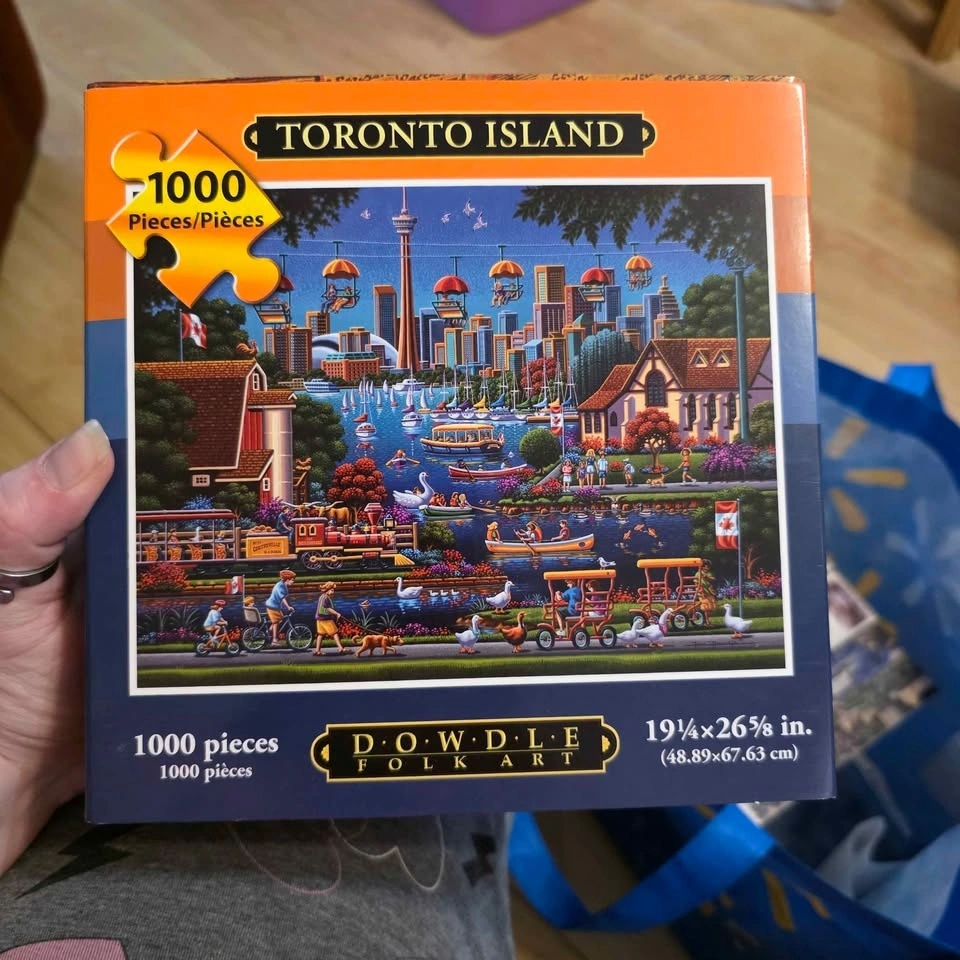 TORONTO ISLAND
1000
Pieces/Pièces
1000 pieces
1000 pièces
D·O·W·D·L·E
FOLK ART
19¼×26⅝ in.
(48.89×67.63 cm)